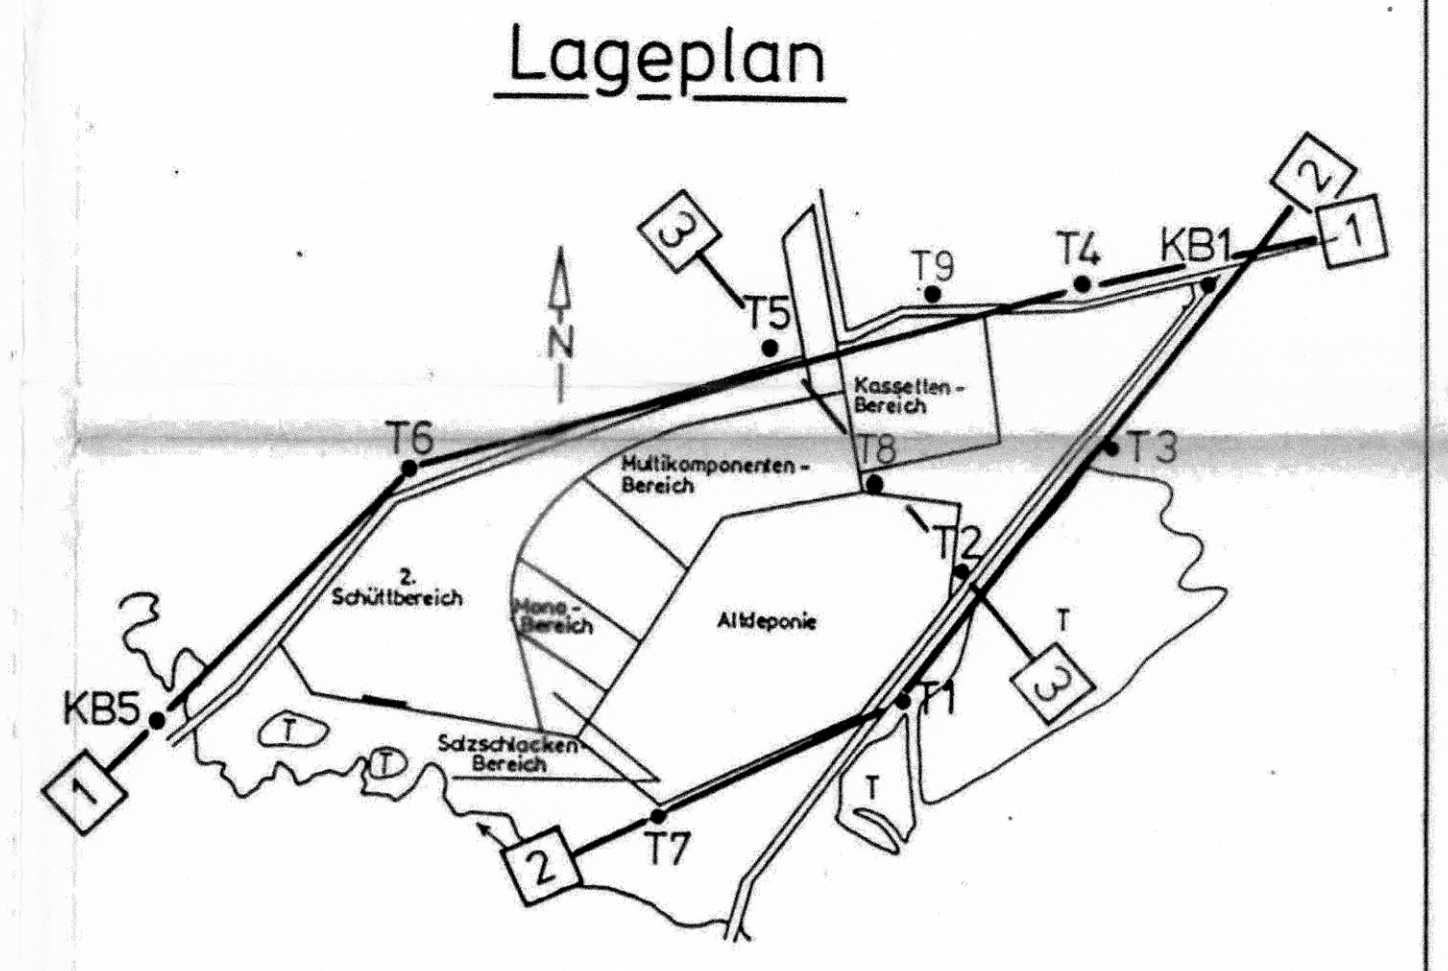 Lageplan
2
1
3
T9
T4
KB1
T5
N
Kassetten-
Bereich
T6
T8
T3
Multikomponenten-
Bereich
T2
2.
Schüttbereich
Mono-
Bereich
Altdeponie
T
3
KB5
T1
T
T
Salzschlacken-
Bereich
1
T
2
T7